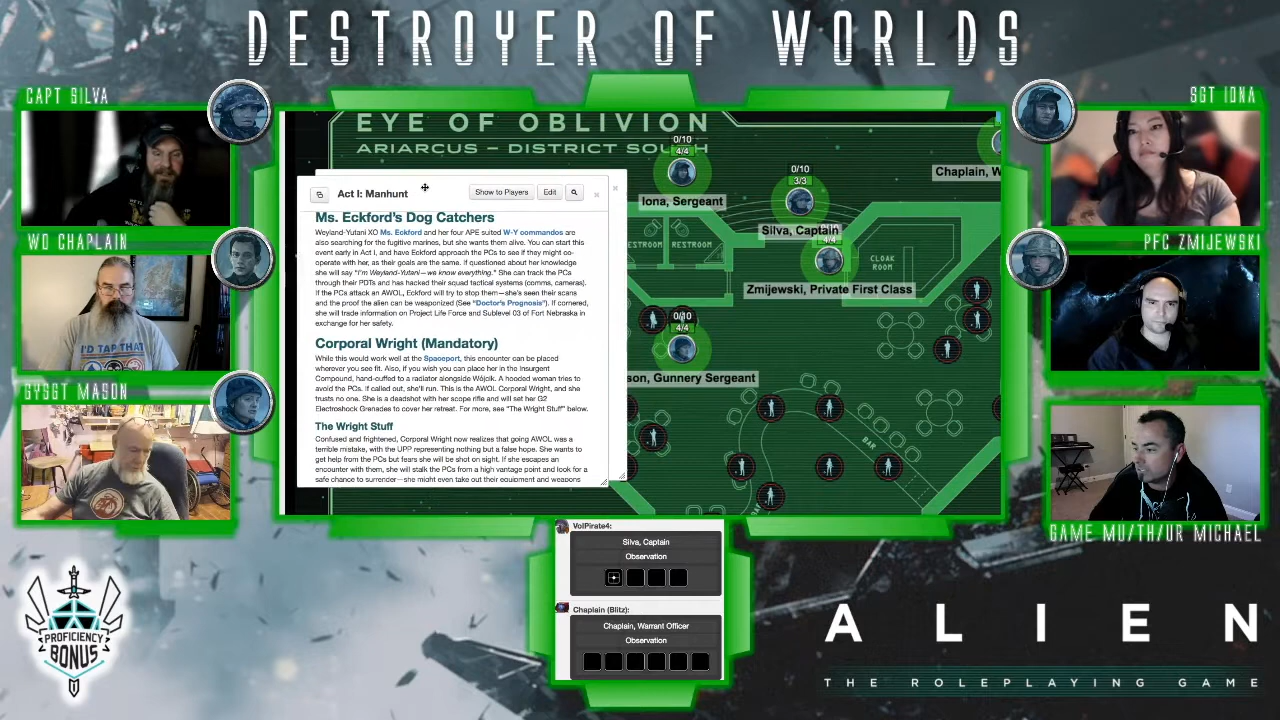 DESTROYER OF WORLDS
CAPT SILVA
SGT IONA
WO CHAPLAIN
PFC ZMIJEWSKI
GYSGT MASON
GAME MU/TH/UR MICHAEL
EYE OF OBLIVION
ARIARCUS – DISTRICT SOUTH
0/10
4/4
Iona, Sergeant
0/10
3/3
Silva, Captain
4/4
Zmijewski, Private First Class
Chaplain, W
RESTROOM
RESTROOM
CLOAK
ROOM
0/10
4/4
son, Gunnery Sergeant
BAR
Act I: Manhunt
Show to Players
Edit
Ms. Eckford's Dog Catchers
Weyland-Yutani XO Ms. Eckford and her four APE suited W-Y commandos are
also searching for the fugitive marines, but she wants them alive. You can start this
event early in Act I, and have Eckford approach the PCs to see if they might co-
operate with her, as their goals are the same. If questioned about her knowledge
she will say "I'm Weyland-Yutani—we know everything." She can track the PCs
through their PDTs and has hacked their squad tactical systems (comms, cameras).
If the PCs attack an AWOL, Eckford will try to stop them—she's seen their scans
and the proof the alien can be weaponized (See "Doctor's Prognosis"). If cornered,
she will trade information on Project Life Force and Sublevel 03 of Fort Nebraska in
exchange for her safety.
Corporal Wright (Mandatory)
While this would work well at the Spaceport, this encounter can be placed
wherever you see fit. Also, if you wish you can place her in the Insurgent
Compound, hand-cuffed to a radiator alongside Wójcik. A hooded woman tries to
avoid the PCs. If called out, she'll run. This is the AWOL Corporal Wright, and she
trusts no one. She is a deadshot with her scope rifle and will set her G2
Electroshock Grenades to cover her retreat. For more, see "The Wright Stuff" below.
The Wright Stuff
Confused and frightened, Corporal Wright now realizes that going AWOL was a
terrible mistake, with the UPP representing nothing but a false hope. She wants to
get help from the PCs but fears she will be shot on sight. If she escapes an
encounter with them, she will stalk the PCs from a high vantage point and look for a
safe chance to surrender—she might even take out their equipment and weapons
I'D TAP THAT
VolPirate4:
Silva, Captain
Observation
Chaplain (Blitz):
Chaplain, Warrant Officer
Observation
PROFICIENCY
BONUS
ALIEN
THE ROLEPLAYING GAME